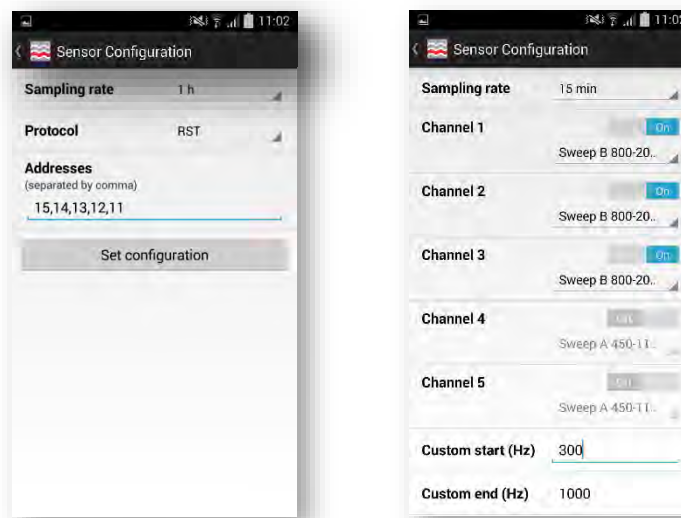 11:02
Sensor Configuration
Sampling rate 1 h
Protocol RST
Addresses
(separated by comma)
15,14,13,12,11
Set configuration
11:02
Sensor Configuration
Sampling rate 15 min
Channel 1 On
Sweep B 800-20..
Channel 2 On
Sweep B 800-20..
Channel 3 On
Sweep B 800-20..
Channel 4
Sweep A 450-11..
Channel 5
Sweep A 450-11..
Custom start (Hz) 300
Custom end (Hz) 1000